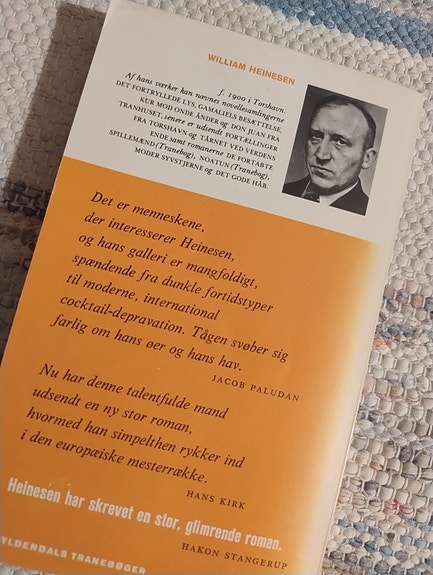 WILLIAM HEINESEN
f. 1900 i Torshavn.
Af hans værker kan nævnes novellesamlingerne
DET FORTRYLLEDE LYS, GAMALIELS BESÆTTELSE,
KUR MOD ONDE ÅNDER og DON JUAN FRA
TRANHUSET, senere er udsendt FORTÆLLINGER
FRA TORSHAVN og TÅRNET VED VERDENS
ENDE samt romanerne DE FORTABTE
SPILLEMÆND (Tranebog), NOATUN (Tranebog),
MODER SYVSTJERNE og DET GODE HÅB.
Det er menneskene,
der interesserer Heinesen,
og hans galleri er mangfoldigt,
spændende fra dunkle fortidstyper
til moderne, international
cocktail-depravation. Tågen svøber sig
farlig om hans øer og hans hav.
JACOB PALUDAN
Nu har denne talentfulde mand
udsendt en ny stor roman,
hvormed han simpelthen rykker ind
i den europæiske mesterrække.
HANS KIRK
Heinesen har skrevet en stor, glimrende roman.
HAKON STANGERUP
YLDENDALS TRANEBØGER